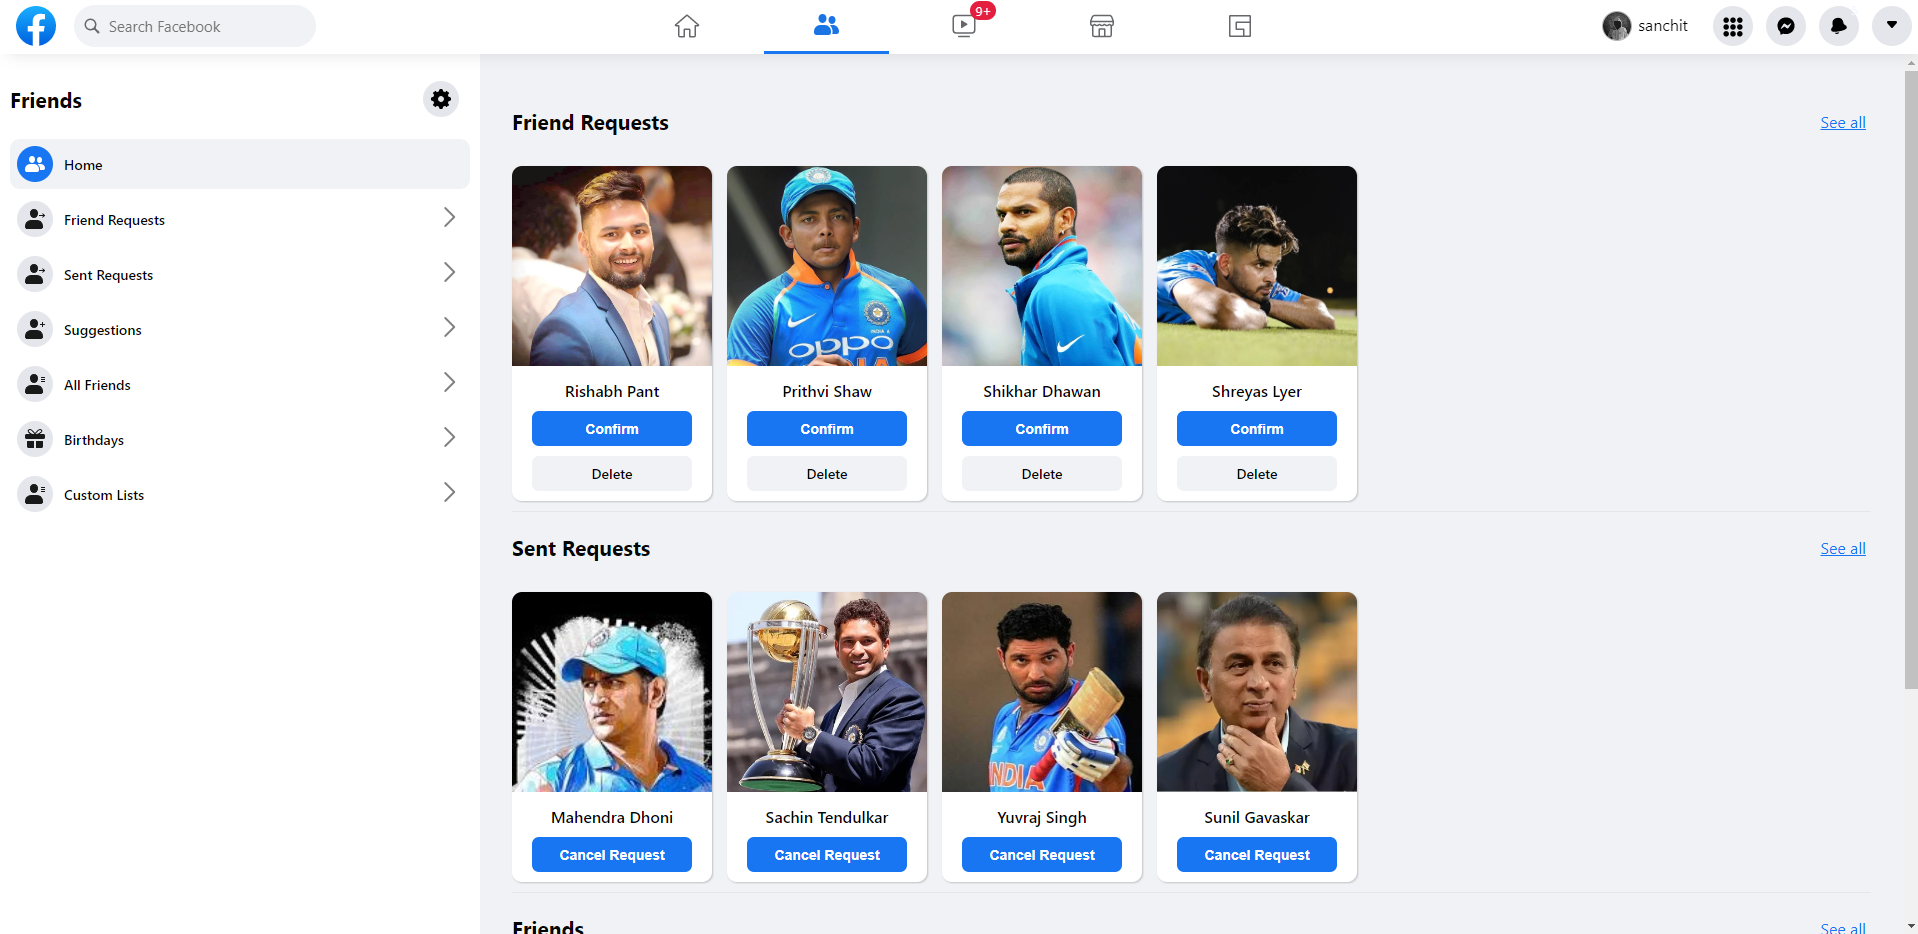 Search Facebook
9+
sanchit
Friends
Home
Friend Requests
Sent Requests
Suggestions
All Friends
Birthdays
Custom Lists
Friend Requests
See all
INDIA A
oppo
Rishabh Pant
Prithvi Shaw
Shikhar Dhawan
Shreyas Lyer
Confirm
Confirm
Confirm
Confirm
Delete
Delete
Delete
Delete
Sent Requests
See all
INDIA
Mahendra Dhoni
Sachin Tendulkar
Yuvraj Singh
Sunil Gavaskar
Cancel Request
Cancel Request
Cancel Request
Cancel Request
Friends
See all